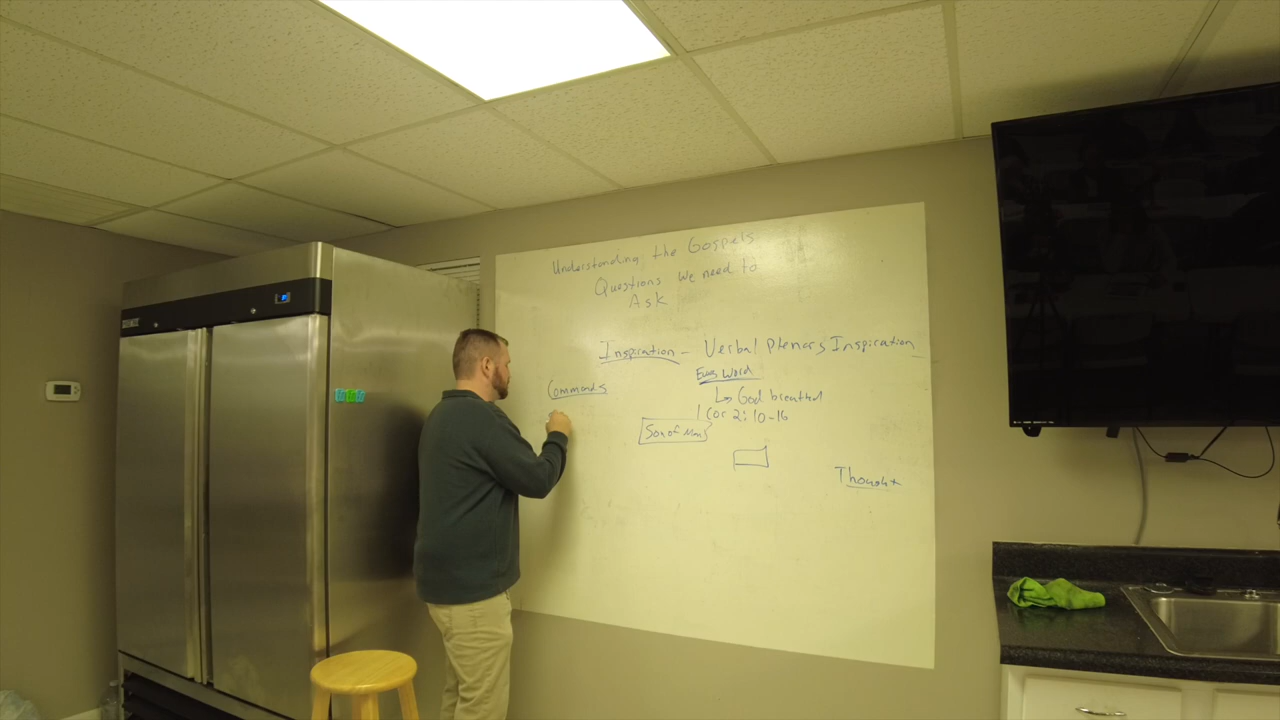 Understanding the Gospels
Questions we need to
Ask
Inspiration - Verbal Plenary Inspiration
Every Word
↳ God breathed
1 Cor 2:10-16
Commands
Son of Man
Thought